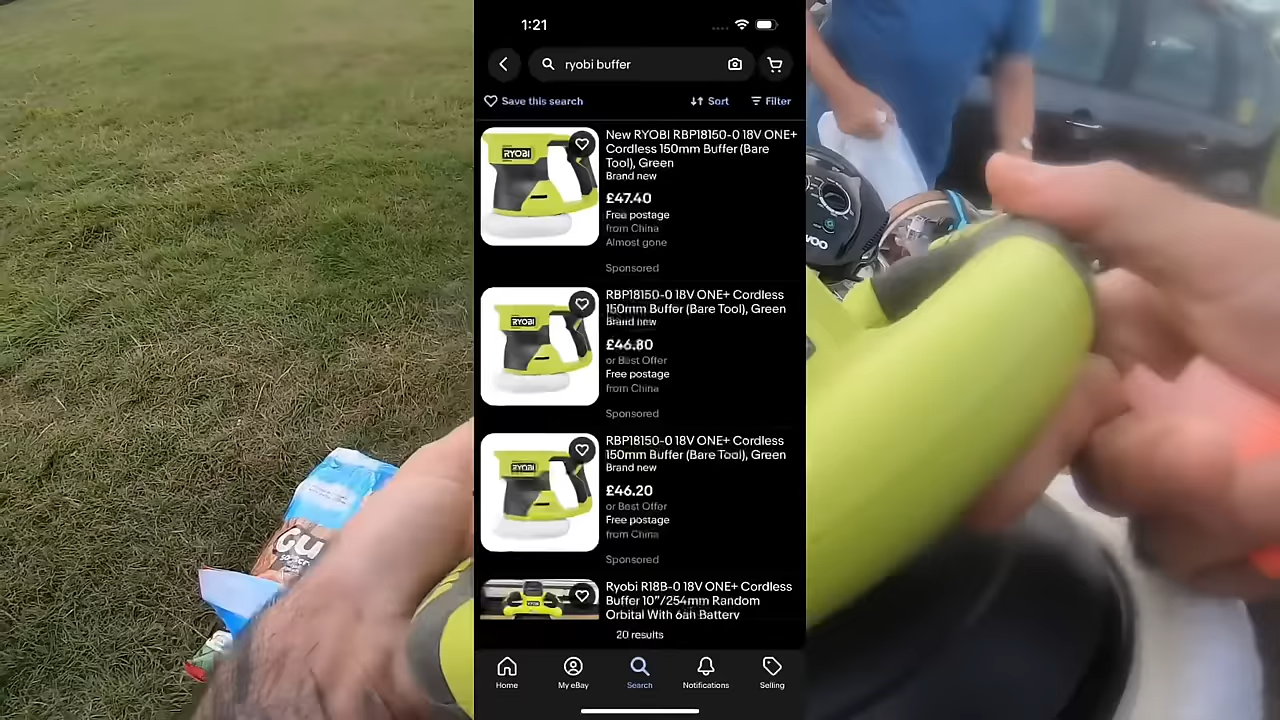 1:21
ryobi buffer
Save this search
Sort
Filter
RYOBI
New RYOBI RBP18150-0 18V ONE+
Cordless 150mm Buffer (Bare
Tool), Green
Brand new
£47.40
Free postage
from China
Almost gone
Sponsored
RYOBI
RBP18150-0 18V ONE+ Cordless
150mm Buffer (Bare Tool), Green
Brand new
£46.80
or Best Offer
Free postage
from China
Sponsored
RYOBI
RBP18150-0 18V ONE+ Cordless
150mm Buffer (Bare Tool), Green
Brand new
£46.20
or Best Offer
Free postage
from China
Sponsored
Ryobi R18B-0 18V ONE+ Cordless
Buffer 10"/254mm Random
Orbital With 6ah Battery
20 results
Home
My eBay
Search
Notifications
Selling